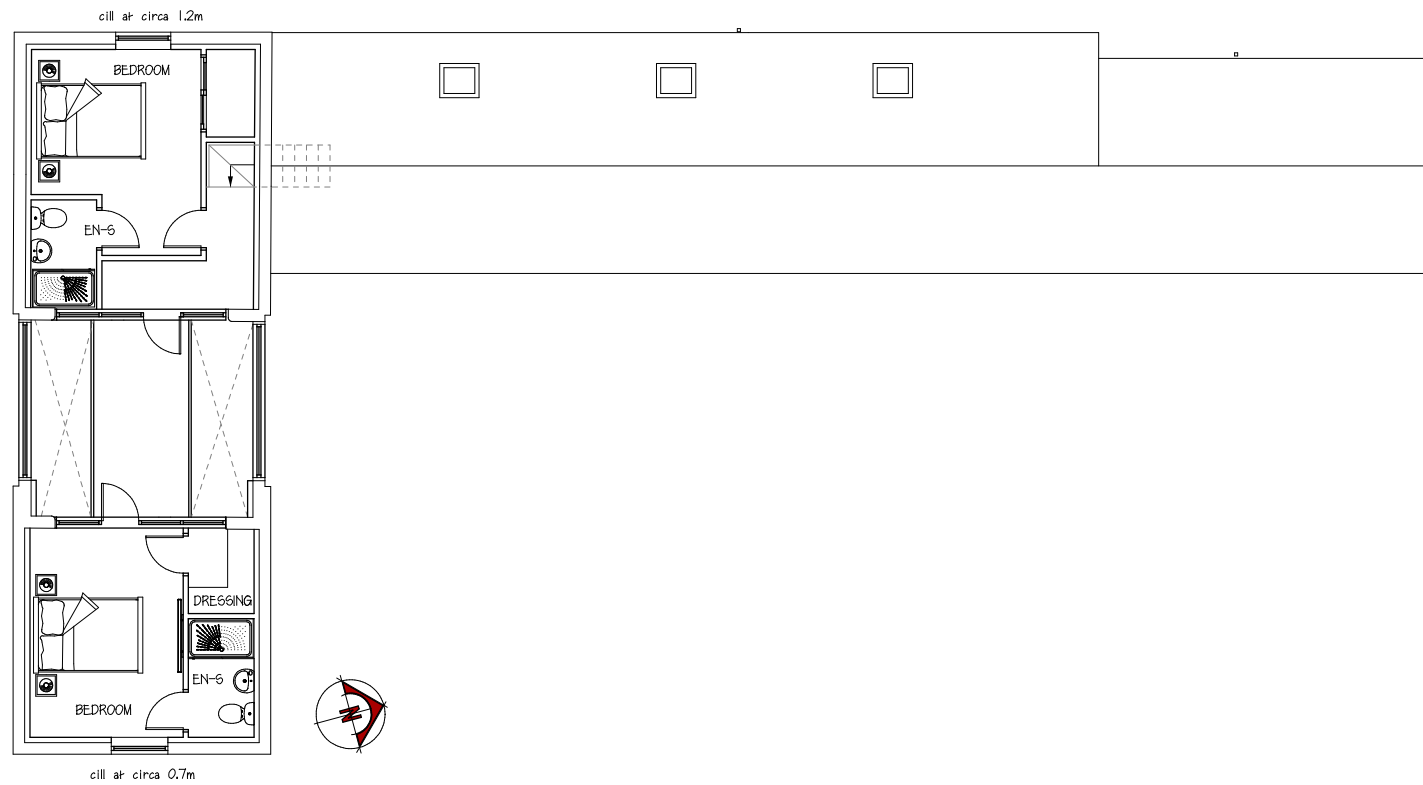 cill at circa 1.2m
BEDROOM
EN-S
DRESSING
EN-S
BEDROOM
N
cill at circa 0.7m